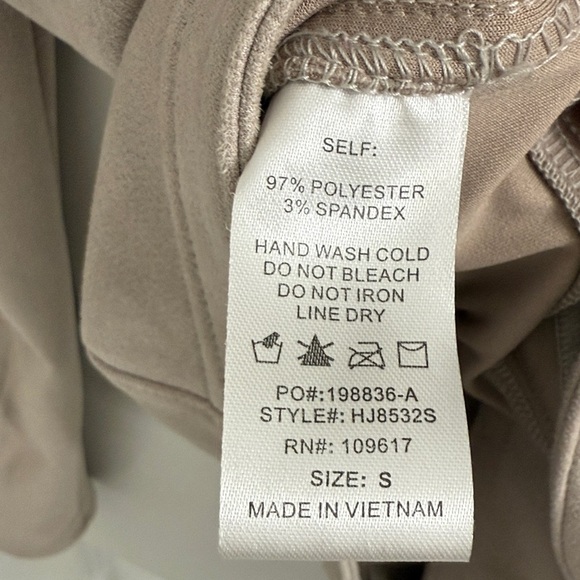 SELF:
97% POLYESTER
3% SPANDEX
HAND WASH COLD
DO NOT BLEACH
DO NOT IRON
LINE DRY
PO#:198836-A
STYLE#: HJ8532S
RN#: 109617
SIZE: S
MADE IN VIETNAM